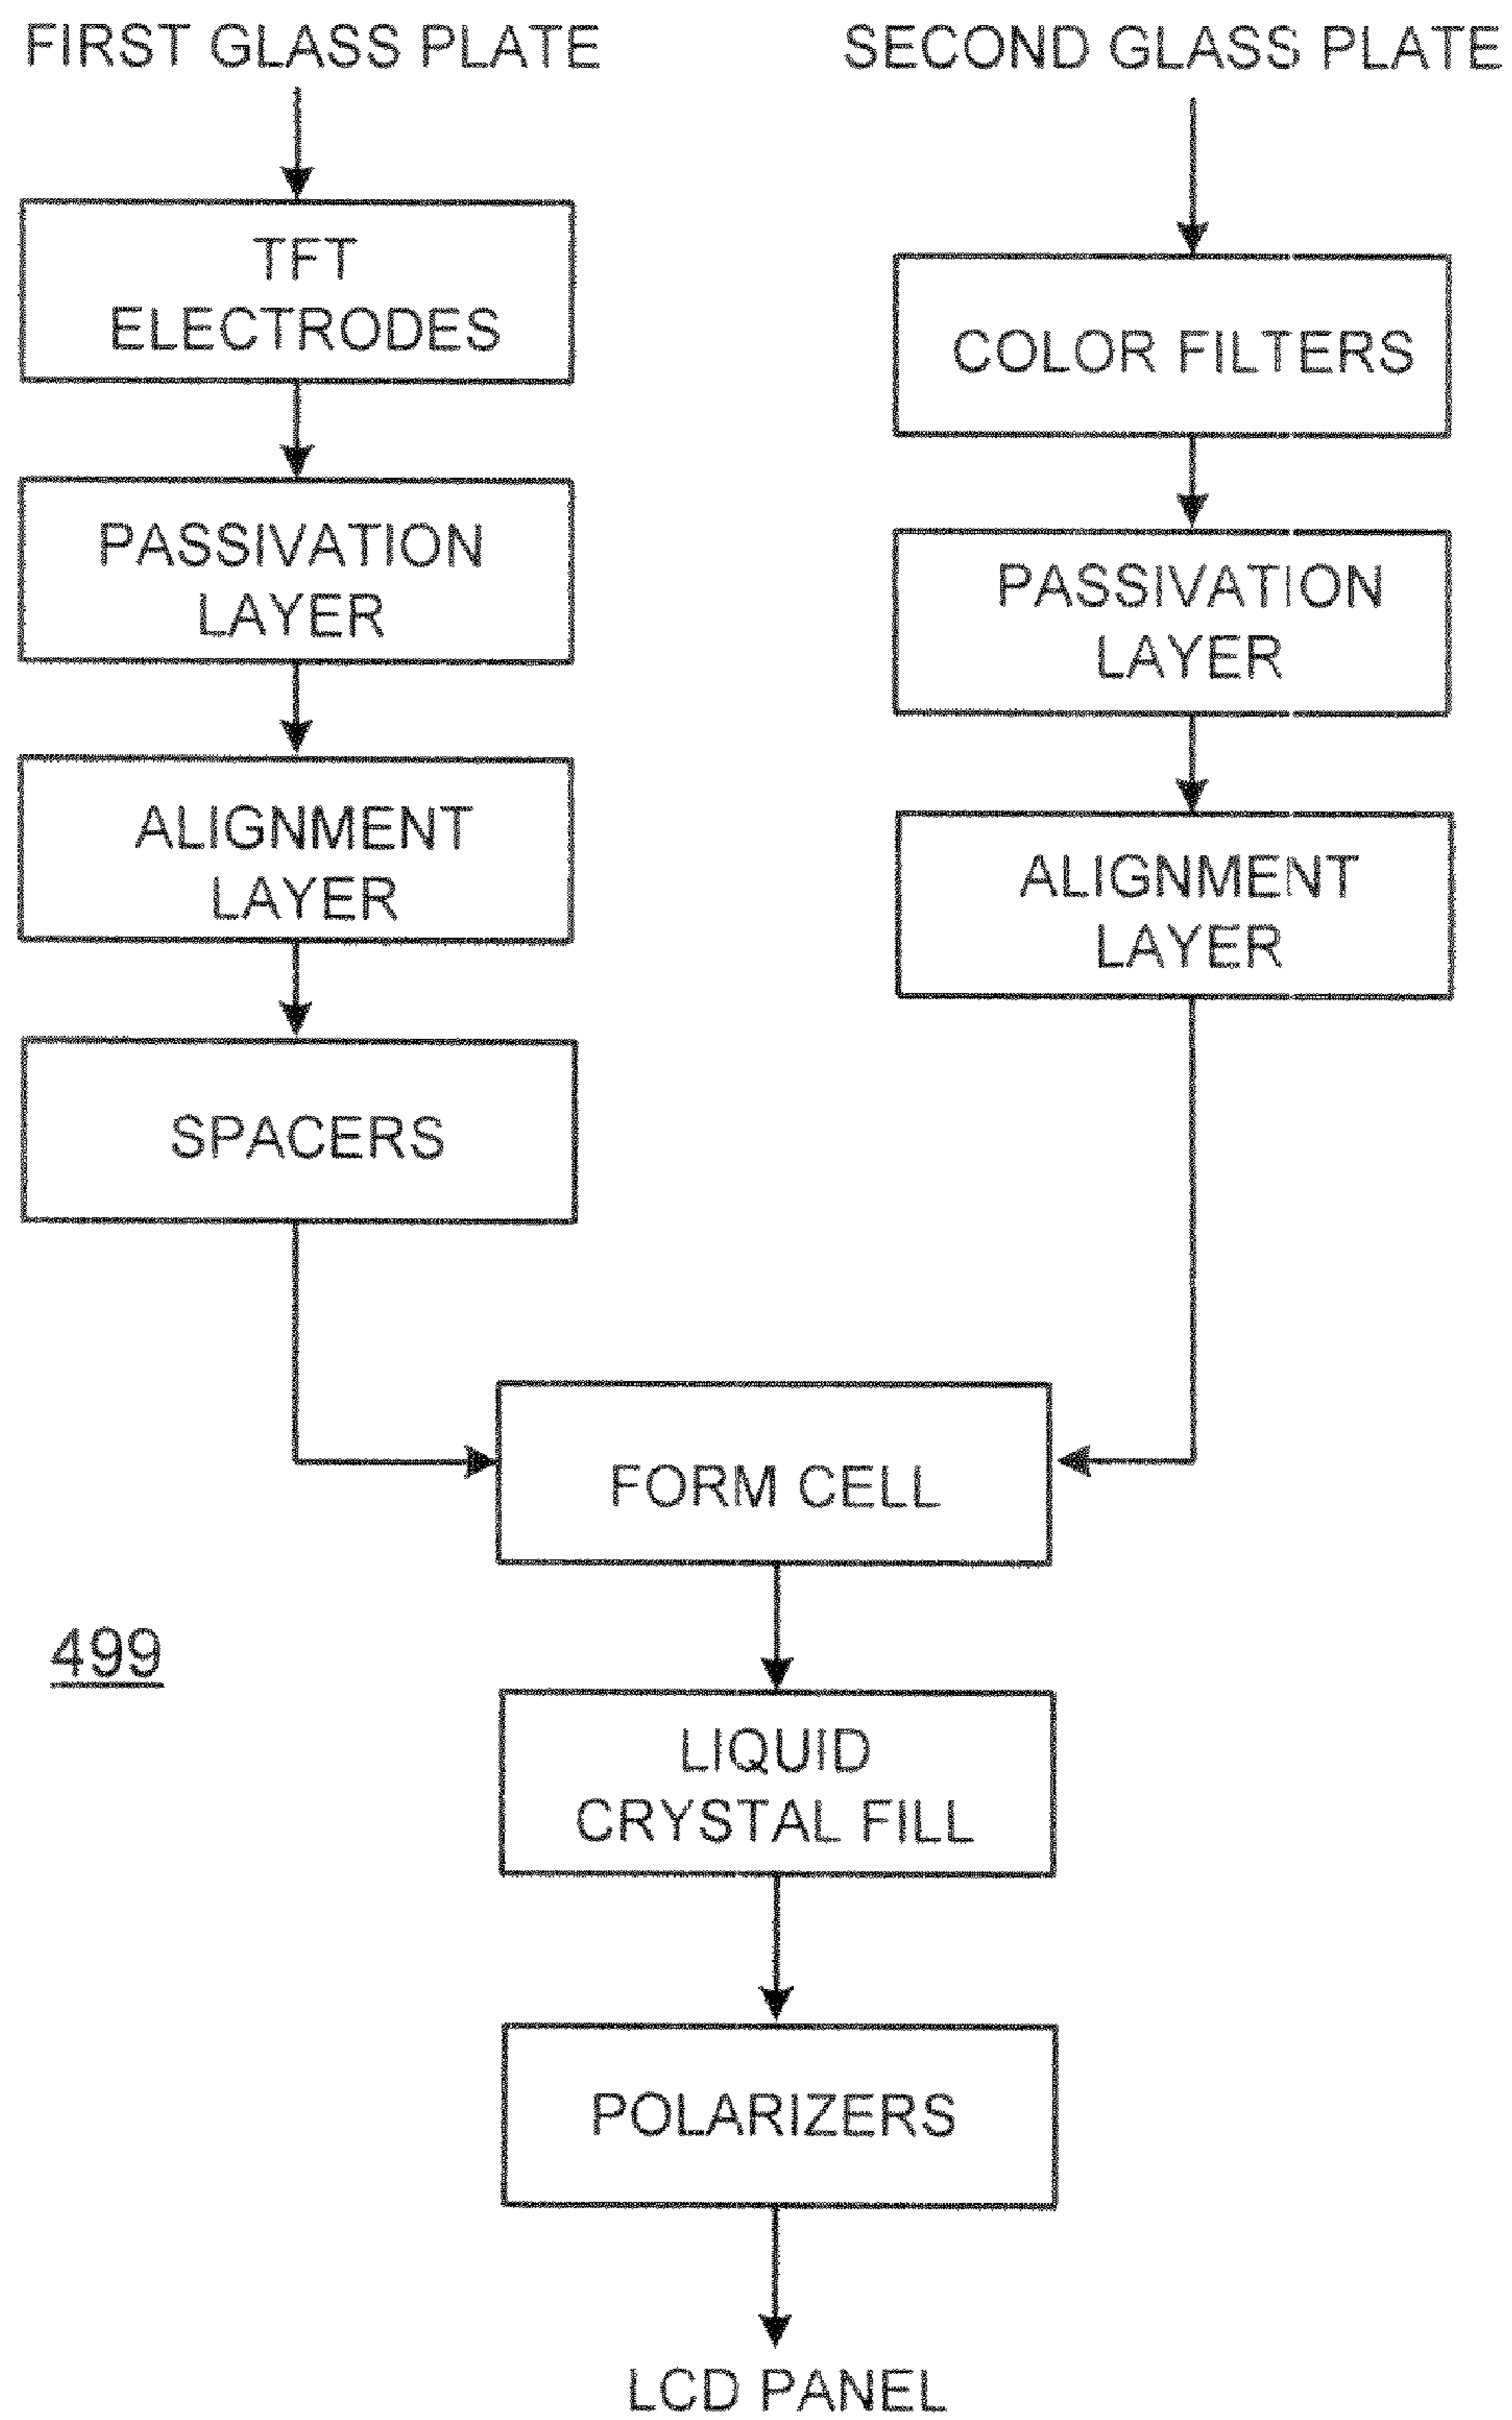 FIRST GLASS PLATE
TFT
ELECTRODES
PASSIVATION
LAYER
ALIGNMENT
LAYER
SPACERS
SECOND GLASS PLATE
COLOR FILTERS
PASSIVATION
LAYER
ALIGNMENT
LAYER
FORM CELL
499
LIQUID
CRYSTAL FILL
POLARIZERS
LCD PANEL